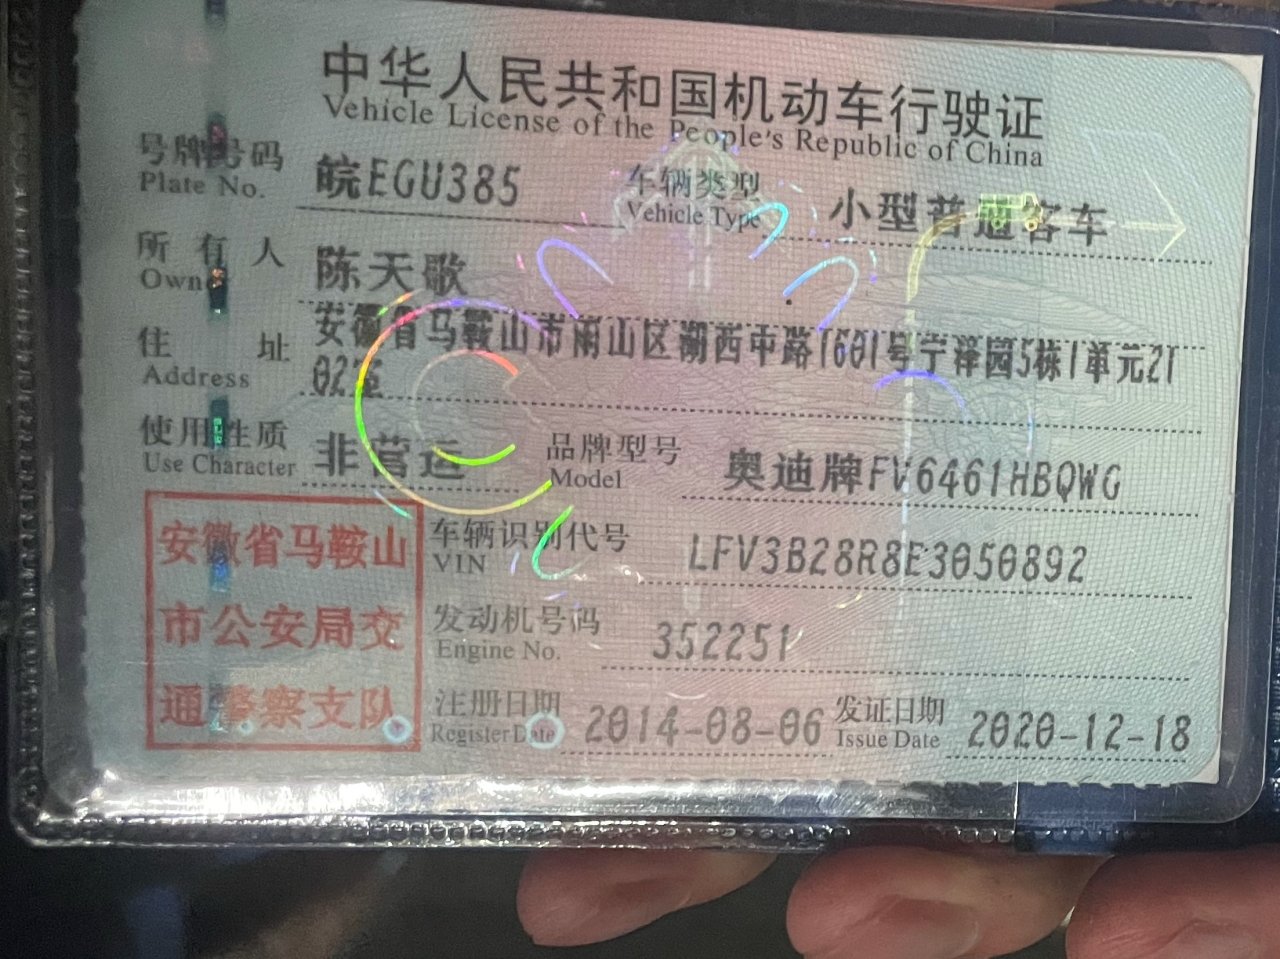 中华人民共和国机动车行驶证
Vehicle License of the People's Republic of China
号牌号码 皖EGU385 车辆类型 小型普通客车
Plate No. Vehicle Type
所有人 陈天歌
Owner
住址 安徽省马鞍山市雨山区湖西中路1601号宁泽园5栋1单元21
Address
使用性质 非营运 品牌型号 奥迪牌FV6461HBQWG
Use Character Model
安徽省马鞍山
市公安局交
通警察支队
车辆识别代号 LFV3B28R8E3050892
VIN
发动机号码 352251
Engine No.
注册日期 2014-08-06 发证日期 2020-12-18
Register Date Issue Date